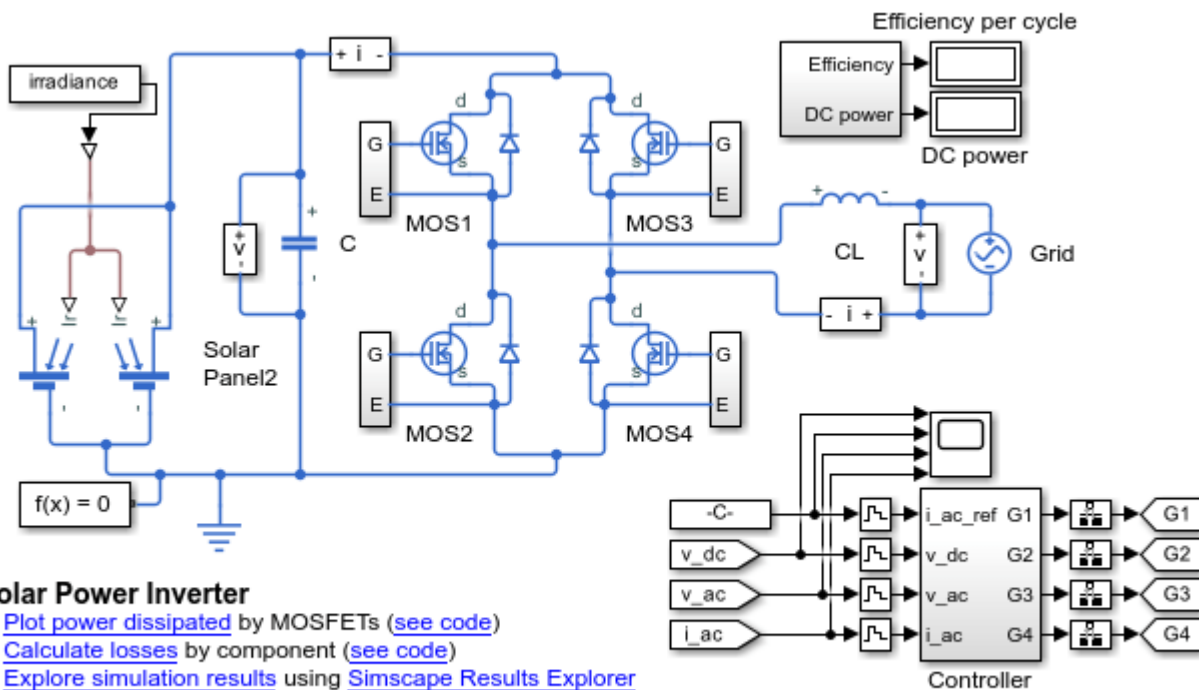 Efficiency per cycle
irradiance
+ i -
Efficiency
DC power
DC power
d
d
G
s
s
G
E
E
MOS1
MOS3
+
-
+
v
-
+
C
-
CL
+
v
-
Grid
- i +
d
d
Solar
Panel2
G
s
s
G
E
E
MOS2
MOS4
+
Ir
Ir
+
-
-
f(x) = 0
-C-
i_ac_ref
G1
G1
v_dc
v_dc
G2
G2
v_ac
v_ac
G3
G3
i_ac
i_ac
G4
G4
Controller
olar Power Inverter
Plot power dissipated by MOSFETs (see code)
Calculate losses by component (see code)
Explore simulation results using Simscape Results Explorer